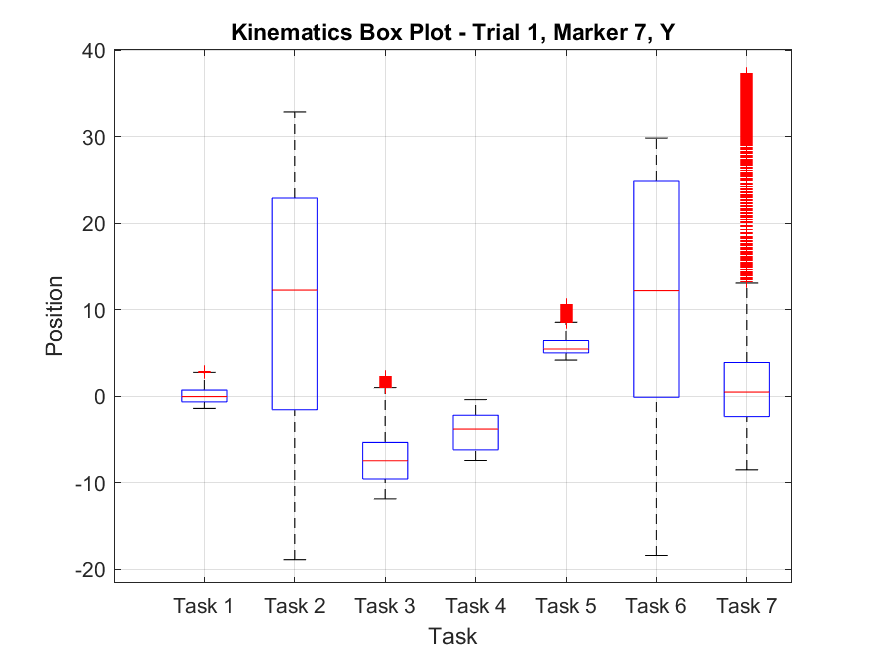 Kinematics Box Plot - Trial 1, Marker 7, Y
40
30
20
10
0
-10
-20
Position
Task 1 Task 2 Task 3 Task 4 Task 5 Task 6 Task 7
Task